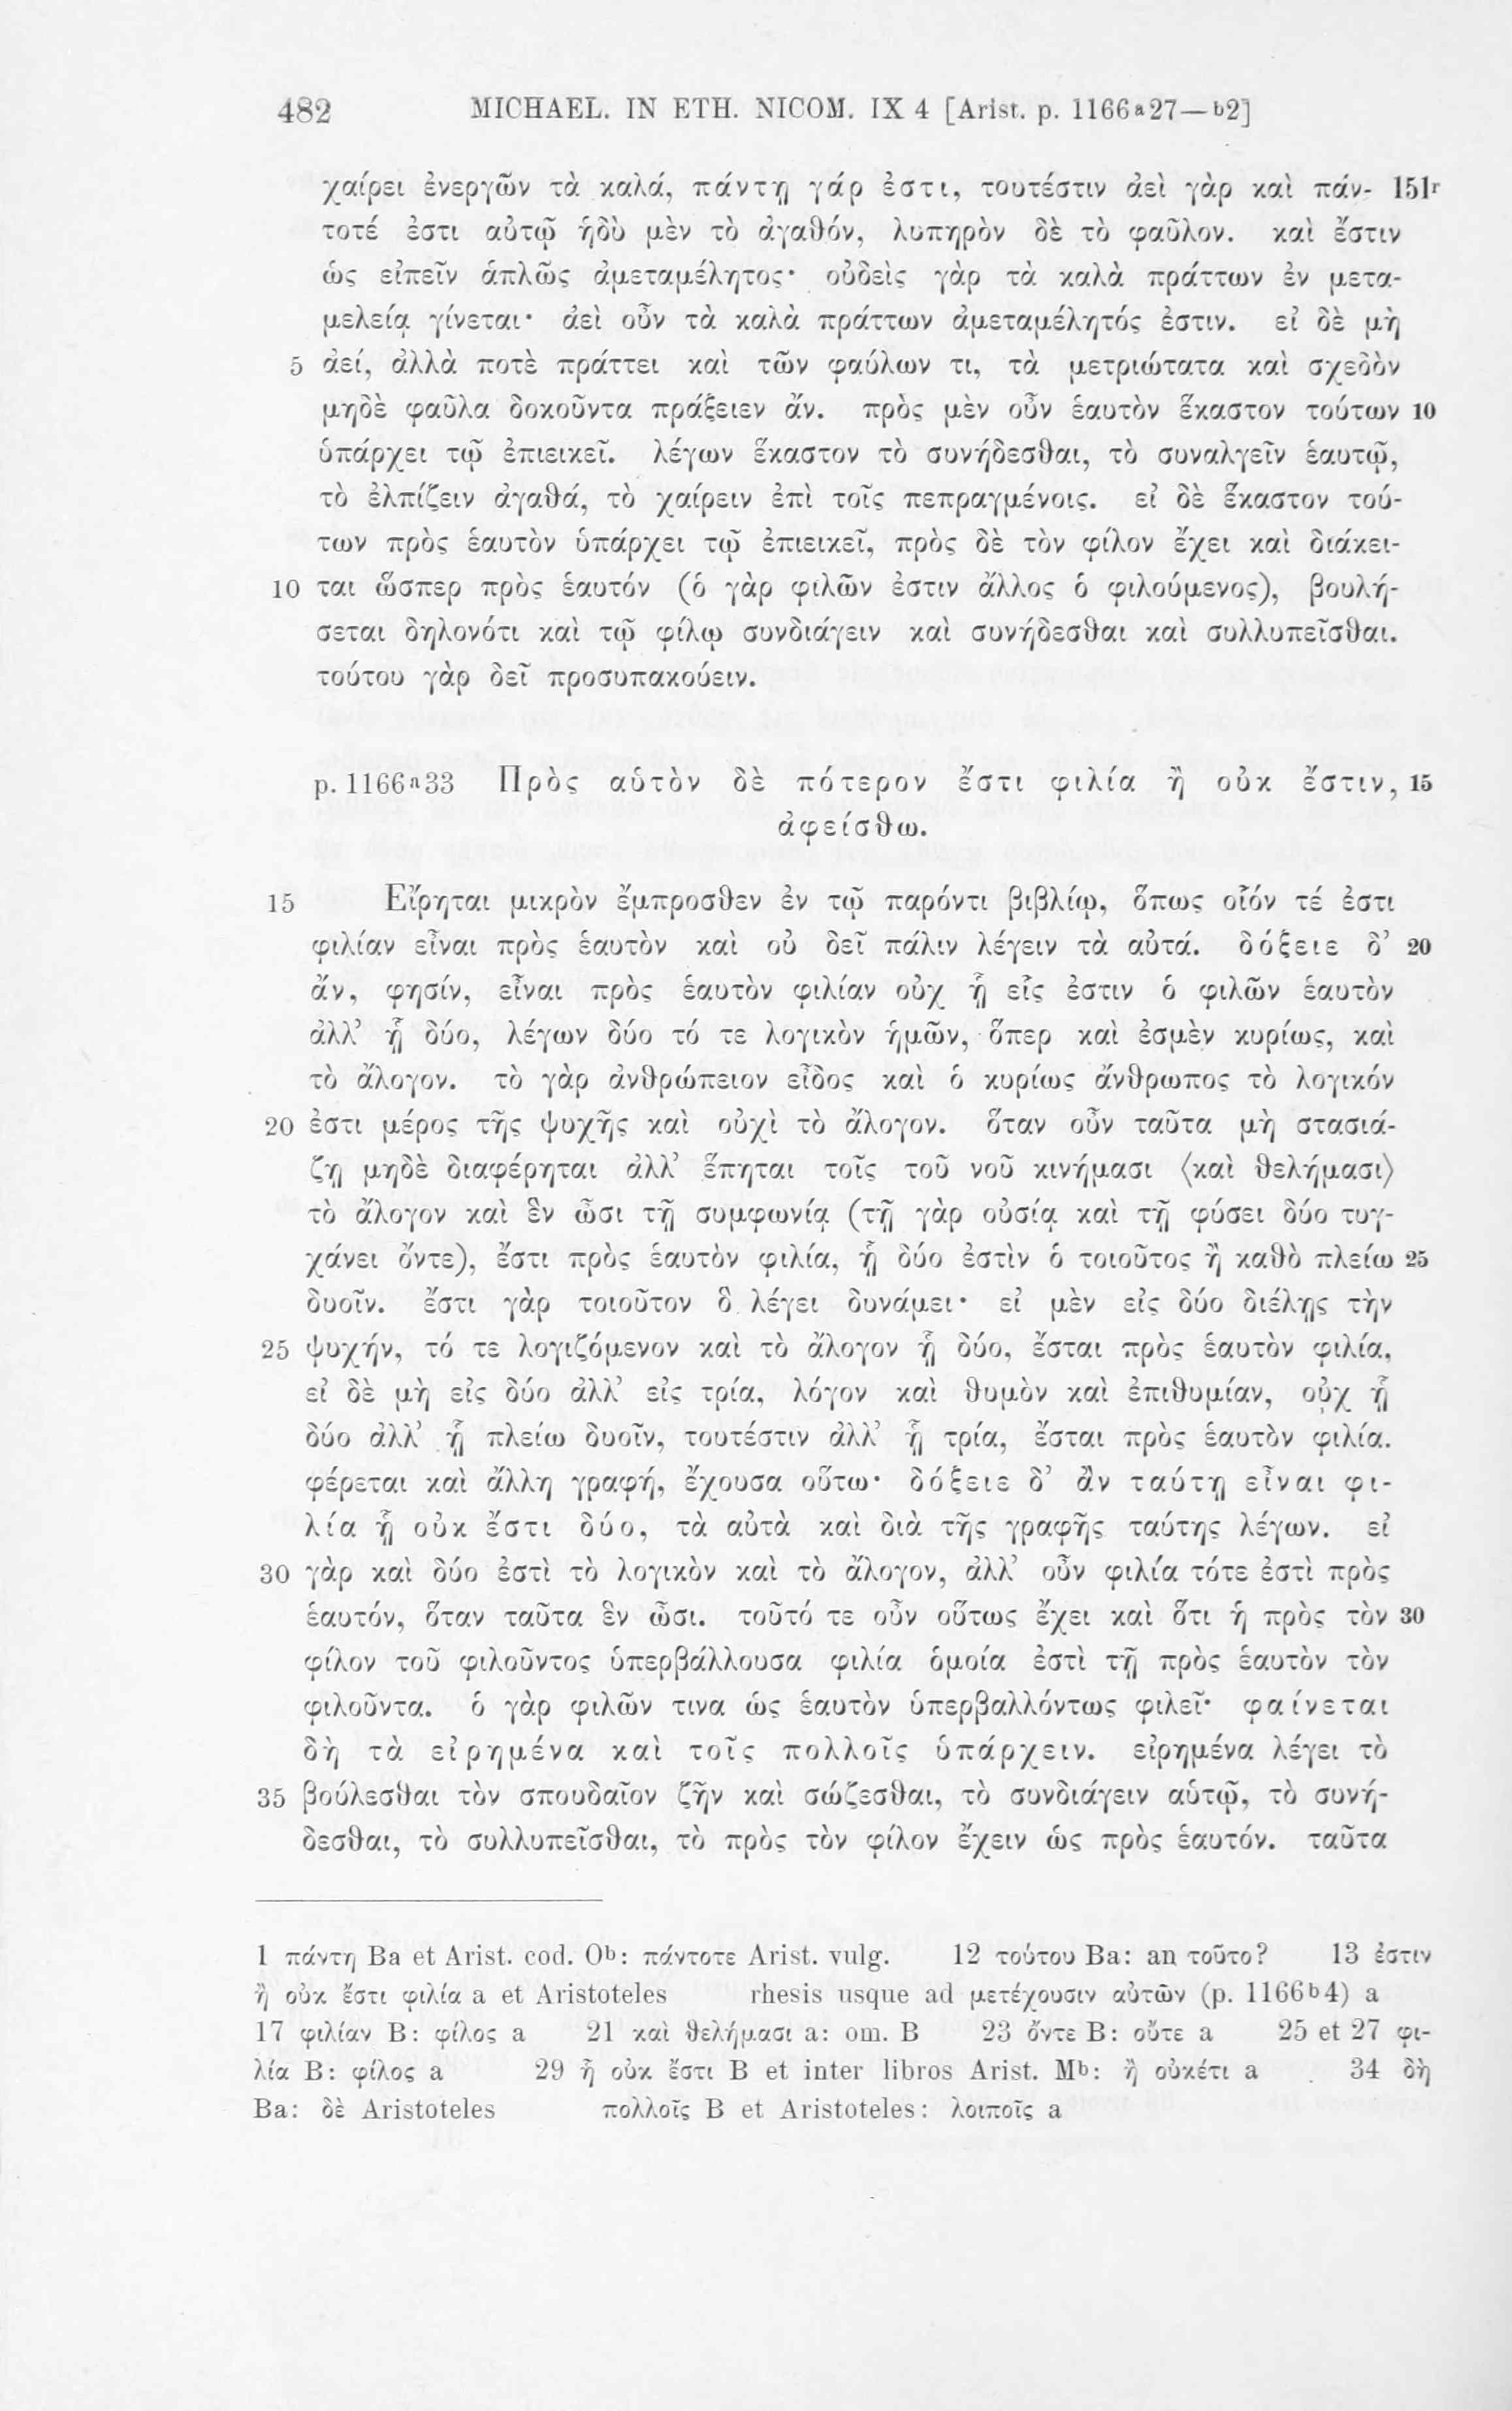 482 MICHAEL. IN ETH. NICOM. IX 4 [Arist. p. 1166ᵃ27—ᵇ2]
χαίρει ἐνεργῶν τὰ καλά, πάντῃ γάρ ἐστι, τουτέστιν ἀεὶ γὰρ καὶ πάν- 151ʳ
τοτέ ἐστι αὐτῷ ἡδὺ μὲν τὸ ἀγαθόν, λυπηρὸν δὲ τὸ φαῦλον. καὶ ἔστιν
ὡς εἰπεῖν ἁπλῶς ἀμεταμέλητος· οὐδεὶς γὰρ τὰ καλὰ πράττων ἐν μετα-
μελείᾳ γίνεται· ἀεὶ οὖν τὰ καλὰ πράττων ἀμεταμέλητός ἐστιν. εἰ δὲ μὴ
5 ἀεί, ἀλλὰ ποτὲ πράττει καὶ τῶν φαύλων τι, τὰ μετριώτατα καὶ σχεδὸν
μηδὲ φαῦλα δοκοῦντα πράξειεν ἄν. πρὸς μὲν οὖν ἑαυτὸν ἕκαστον τούτων 10
ὑπάρχει τῷ ἐπιεικεῖ. λέγων ἕκαστον τὸ συνήδεσθαι, τὸ συναλγεῖν ἑαυτῷ,
τὸ ἐλπίζειν ἀγαθά, τὸ χαίρειν ἐπὶ τοῖς πεπραγμένοις. εἰ δὲ ἕκαστον τού-
των πρὸς ἑαυτὸν ὑπάρχει τῷ ἐπιεικεῖ, πρὸς δὲ τὸν φίλον ἔχει καὶ διάκει-
10 ται ὥσπερ πρὸς ἑαυτόν (ὁ γὰρ φιλῶν ἐστιν ἄλλος ὁ φιλούμενος), βουλή-
σεται δηλονότι καὶ τῷ φίλῳ συνδιάγειν καὶ συνήδεσθαι καὶ συλλυπεῖσθαι.
τούτου γὰρ δεῖ προσυπακούειν.
p. 1166ᵃ33 Πρὸς αὑτὸν δὲ πότερον ἔστι φιλία ἢ οὐκ ἔστιν, 15
ἀφείσθω.
15 Εἴρηται μικρὸν ἔμπροσθεν ἐν τῷ παρόντι βιβλίῳ, ὅπως οἷόν τέ ἐστι
φιλίαν εἶναι πρὸς ἑαυτὸν καὶ οὐ δεῖ πάλιν λέγειν τὰ αὐτά. δόξειε δ’ 20
ἄν, φησίν, εἶναι πρὸς ἑαυτὸν φιλίαν οὐχ ᾗ εἷς ἐστιν ὁ φιλῶν ἑαυτὸν
ἀλλ’ ᾗ δύο, λέγων δύο τό τε λογικὸν ἡμῶν, ὅπερ καὶ ἐσμὲν κυρίως, καὶ
τὸ ἄλογον. τὸ γὰρ ἀνθρώπειον εἶδος καὶ ὁ κυρίως ἄνθρωπος τὸ λογικόν
20 ἐστι μέρος τῆς ψυχῆς καὶ οὐχὶ τὸ ἄλογον. ὅταν οὖν ταῦτα μὴ στασιά-
ζῃ μηδὲ διαφέρηται ἀλλ’ ἕπηται τοῖς τοῦ νοῦ κινήμασι ⟨καὶ θελήμασι⟩
τὸ ἄλογον καὶ ἓν ὦσι τῇ συμφωνίᾳ (τῇ γὰρ οὐσίᾳ καὶ τῇ φύσει δύο τυγ-
χάνει ὄντε), ἔστι πρὸς ἑαυτὸν φιλία, ᾗ δύο ἐστὶν ὁ τοιοῦτος ἢ καθὸ πλείω 25
δυοῖν. ἔστι γὰρ τοιοῦτον ὃ λέγει δυνάμει· εἰ μὲν εἰς δύο διέλῃς τὴν
25 ψυχήν, τό τε λογιζόμενον καὶ τὸ ἄλογον ᾗ δύο, ἔσται πρὸς ἑαυτὸν φιλία,
εἰ δὲ μὴ εἰς δύο ἀλλ’ εἰς τρία, λόγον καὶ θυμὸν καὶ ἐπιθυμίαν, οὐχ ᾗ
δύο ἀλλ’ ᾗ πλείω δυοῖν, τουτέστιν ἀλλ’ ᾗ τρία, ἔσται πρὸς ἑαυτὸν φιλία.
φέρεται καὶ ἄλλη γραφή, ἔχουσα οὕτω· δόξειε δ’ ἂν ταύτῃ εἶναι φι-
λία ᾗ οὐκ ἔστι δύο, τὰ αὐτὰ καὶ διὰ τῆς γραφῆς ταύτης λέγων. εἰ
30 γὰρ καὶ δύο ἐστὶ τὸ λογικὸν καὶ τὸ ἄλογον, ἀλλ’ οὖν φιλία τότε ἐστὶ πρὸς
ἑαυτόν, ὅταν ταῦτα ἓν ὦσι. τοῦτό τε οὖν οὕτως ἔχει καὶ ὅτι ἡ πρὸς τὸν 30
φίλον τοῦ φιλοῦντος ὑπερβάλλουσα φιλία ὁμοία ἐστὶ τῇ πρὸς ἑαυτὸν τὸν
φιλοῦντα. ὁ γὰρ φιλῶν τινα ὡς ἑαυτὸν ὑπερβαλλόντως φιλεῖ· φαίνεται
δὴ τὰ εἰρημένα καὶ τοῖς πολλοῖς ὑπάρχειν. εἰρημένα λέγει τὸ
35 βούλεσθαι τὸν σπουδαῖον ζῆν καὶ σώζεσθαι, τὸ συνδιάγειν αὑτῷ, τὸ συνή-
δεσθαι, τὸ συλλυπεῖσθαι, τὸ πρὸς τὸν φίλον ἔχειν ὡς πρὸς ἑαυτόν. ταῦτα
1 πάντῃ Ba et Arist. cod. Oᵇ: πάντοτε Arist. vulg. 12 τούτου Ba: an τοῦτο? 13 ἐστιν
ἢ οὐκ ἔστι φιλία a et Aristoteles rhesis usque ad μετέχουσιν αὐτῶν (p. 1166ᵇ4) a
17 φιλίαν B: φίλος a 21 καὶ θελήμασι a: om. B 23 ὄντε B: οὔτε a 25 et 27 φι-
λία B: φίλος a 29 ᾗ οὐκ ἔστι B et inter libros Arist. Mᵇ: ἢ οὐκέτι a 34 δὴ
Ba: δὲ Aristoteles πολλοῖς B et Aristoteles: λοιποῖς a